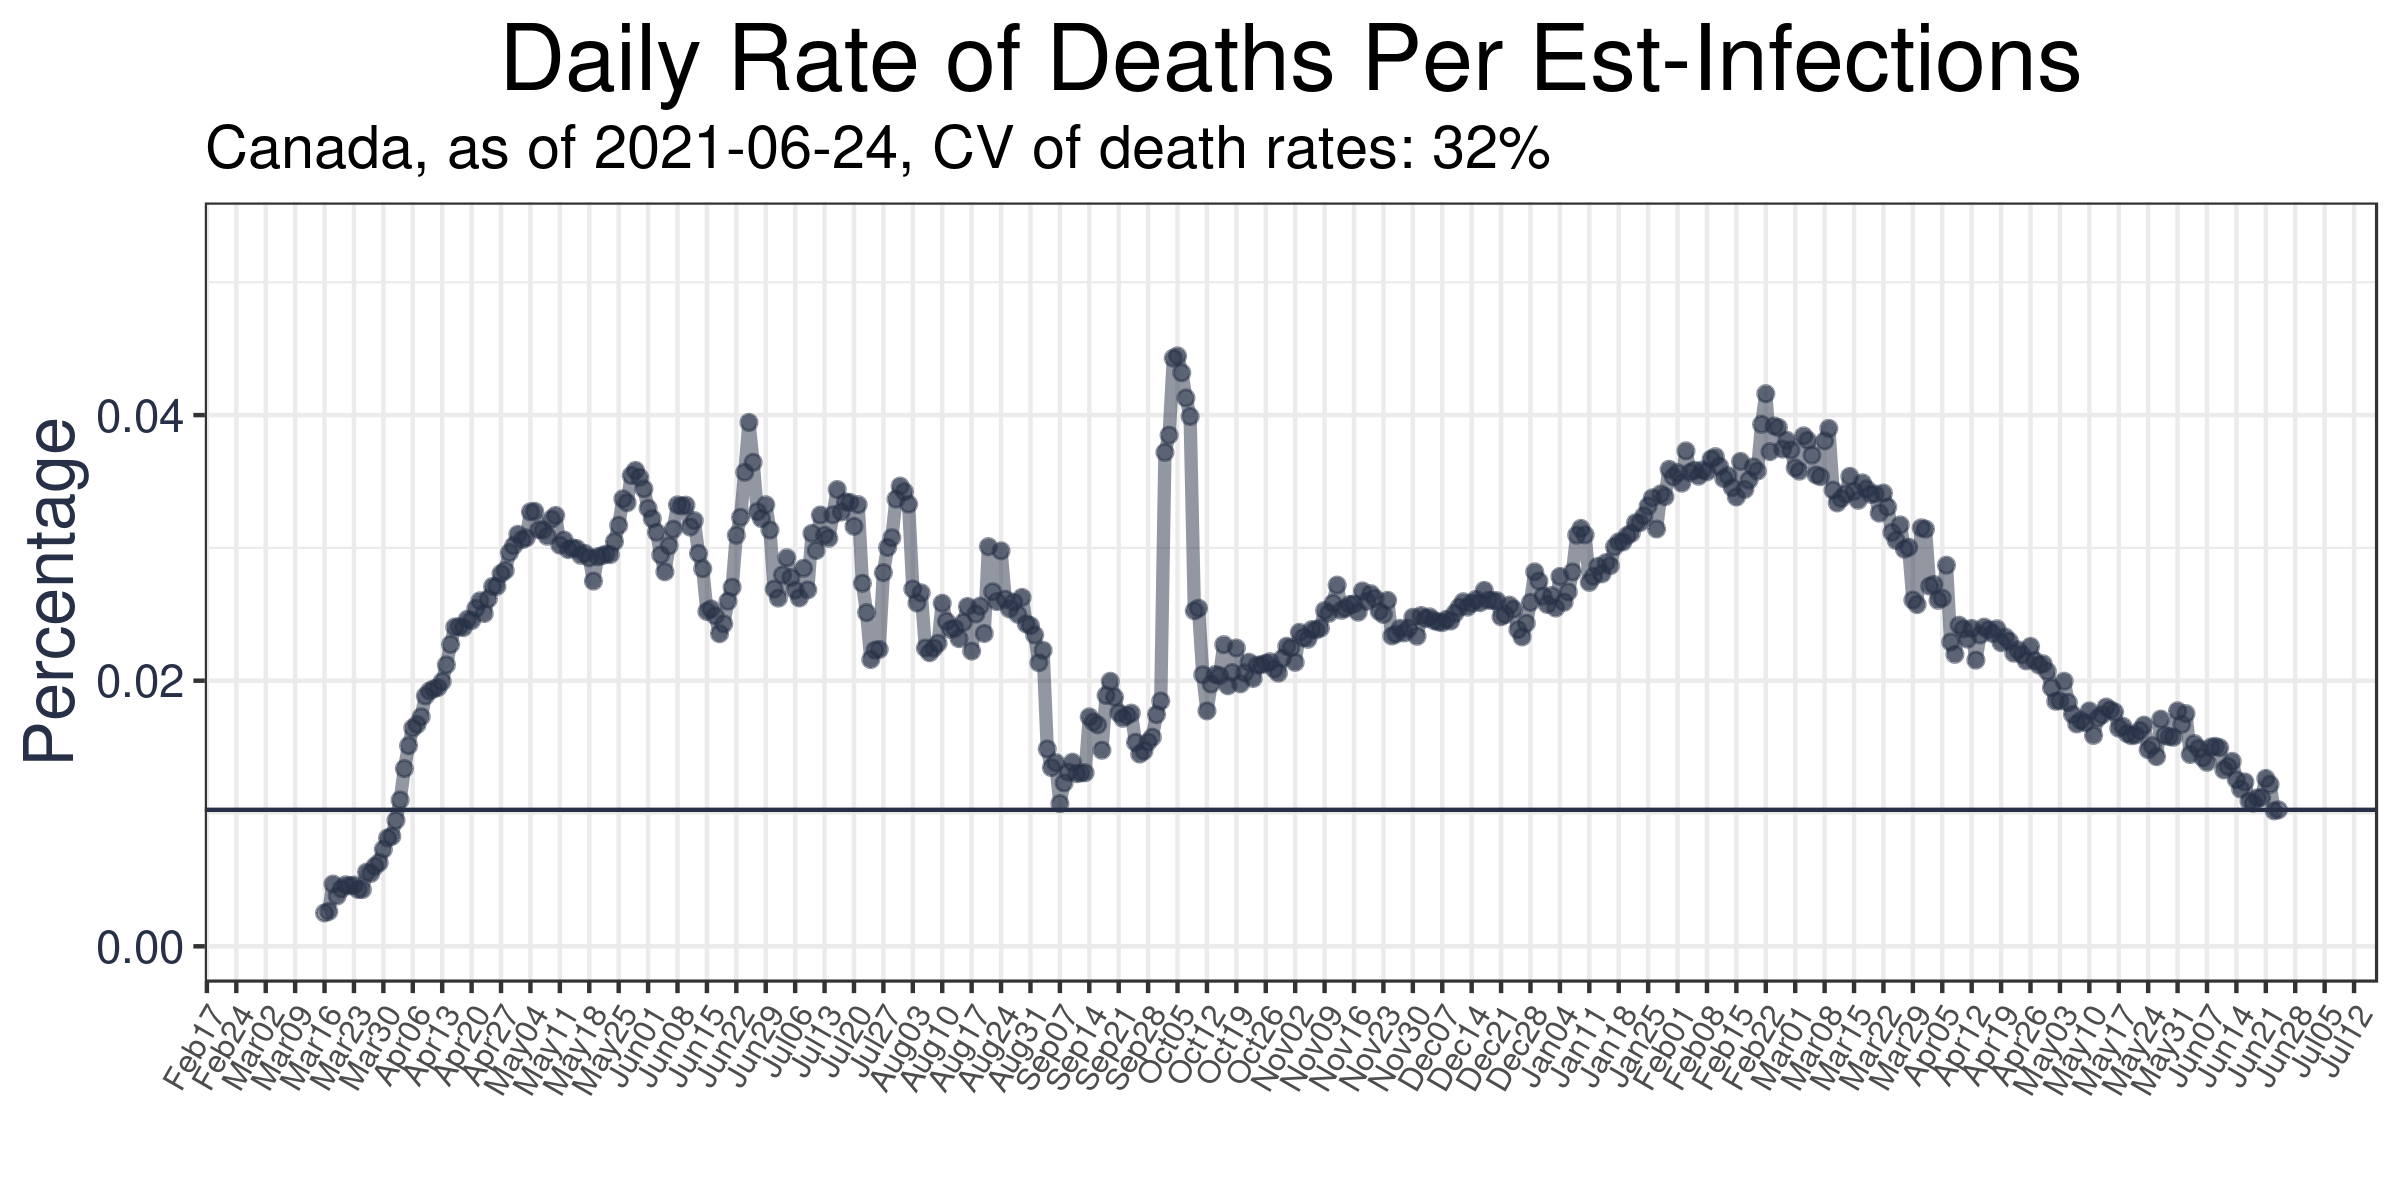 Daily Rate of Deaths Per Est-Infections
Canada, as of 2021-06-24, CV of death rates: 32%
Percentage
0.04
0.02
0.00
Feb17
Feb24
Mar02
Mar09
Mar16
Mar23
Mar30
Apr06
Apr13
Apr20
Apr27
May04
May11
May18
May25
Jun01
Jun08
Jun15
Jun22
Jun29
Jul06
Jul13
Jul20
Jul27
Aug03
Aug10
Aug17
Aug24
Aug31
Sep07
Sep14
Sep21
Sep28
Oct05
Oct12
Oct19
Oct26
Nov02
Nov09
Nov16
Nov23
Nov30
Dec07
Dec14
Dec21
Dec28
Jan04
Jan11
Jan18
Jan25
Feb01
Feb08
Feb15
Feb22
Mar01
Mar08
Mar15
Mar22
Mar29
Apr05
Apr12
Apr19
Apr26
May03
May10
May17
May24
May31
Jun07
Jun14
Jun21
Jun28
Jul05
Jul12